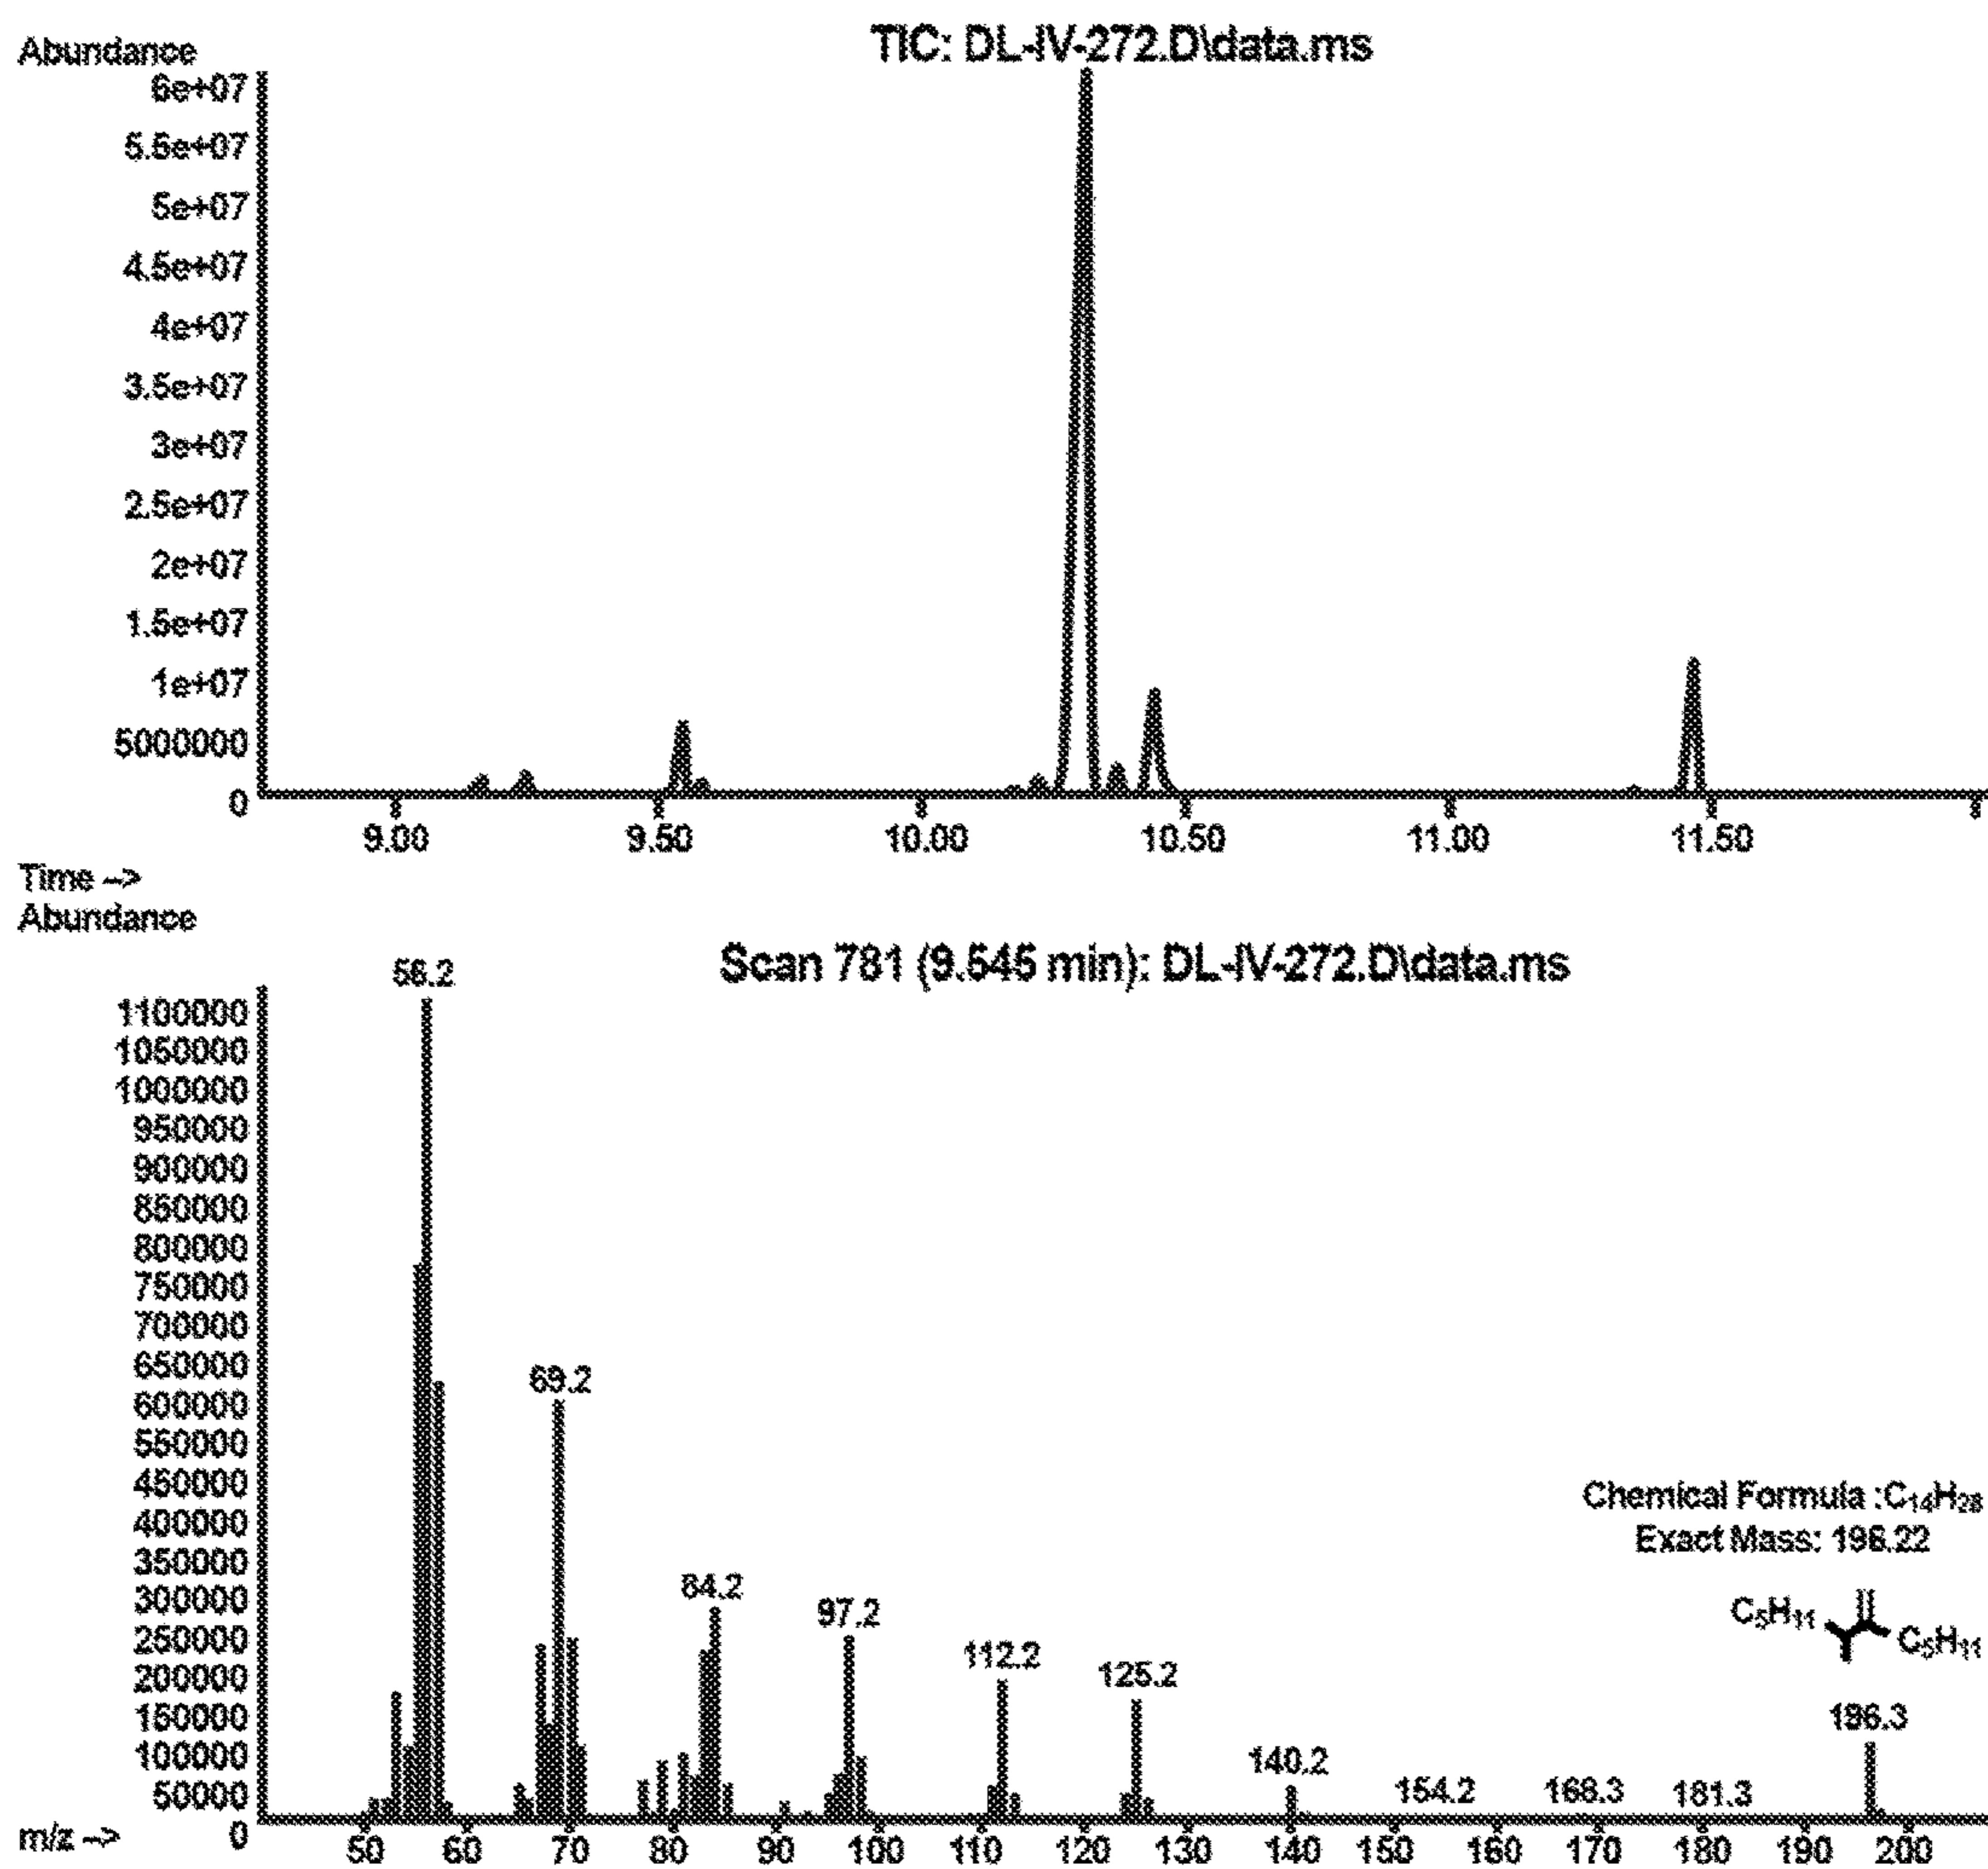 TIC: DL-IV-272.D\data.ms
Abundance
6e+07
5.5e+07
5e+07
4.5e+07
4e+07
3.5e+07
3e+07
2.5e+07
2e+07
1.5e+07
1e+07
5000000
0
9.00 9.50 10.00 10.50 11.00 11.50
Time -->
Abundance
Scan 781 (9.545 min): DL-IV-272.D\data.ms
56.2
1100000
1050000
1000000
950000
900000
850000
800000
750000
700000
650000
69.2
600000
550000
450000
400000
350000
300000
250000
200000
150000
100000
50000
0
84.2
97.2
112.2
125.2
140.2
154.2
168.3
181.3
196.3
Chemical Formula :C₁₄H₂₈
Exact Mass: 196.22
C₅H₁₁
C₅H₁₁
m/z -->
50 60 70 80 90 100 110 120 130 140 150 160 170 180 190 200